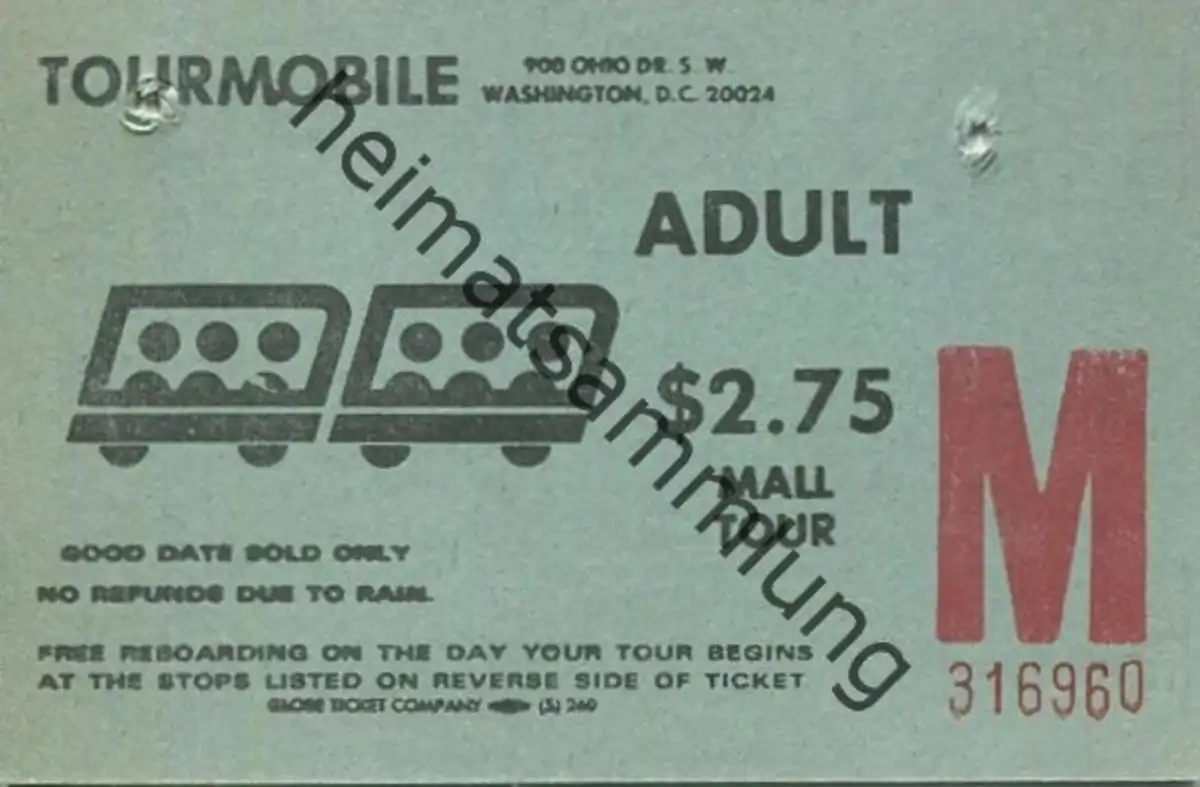 TOURMOBILE
900 OHIO DR. S. W.
WASHINGTON, D.C. 20024
ADULT
$2.75
MALL
TOUR
M
316960
GOOD DATE SOLD ONLY
NO REFUNDS DUE TO RAIN.
FREE REBOARDING ON THE DAY YOUR TOUR BEGINS
AT THE STOPS LISTED ON REVERSE SIDE OF TICKET
GLOBE TICKET COMPANY (S) 260
heimatsammmung